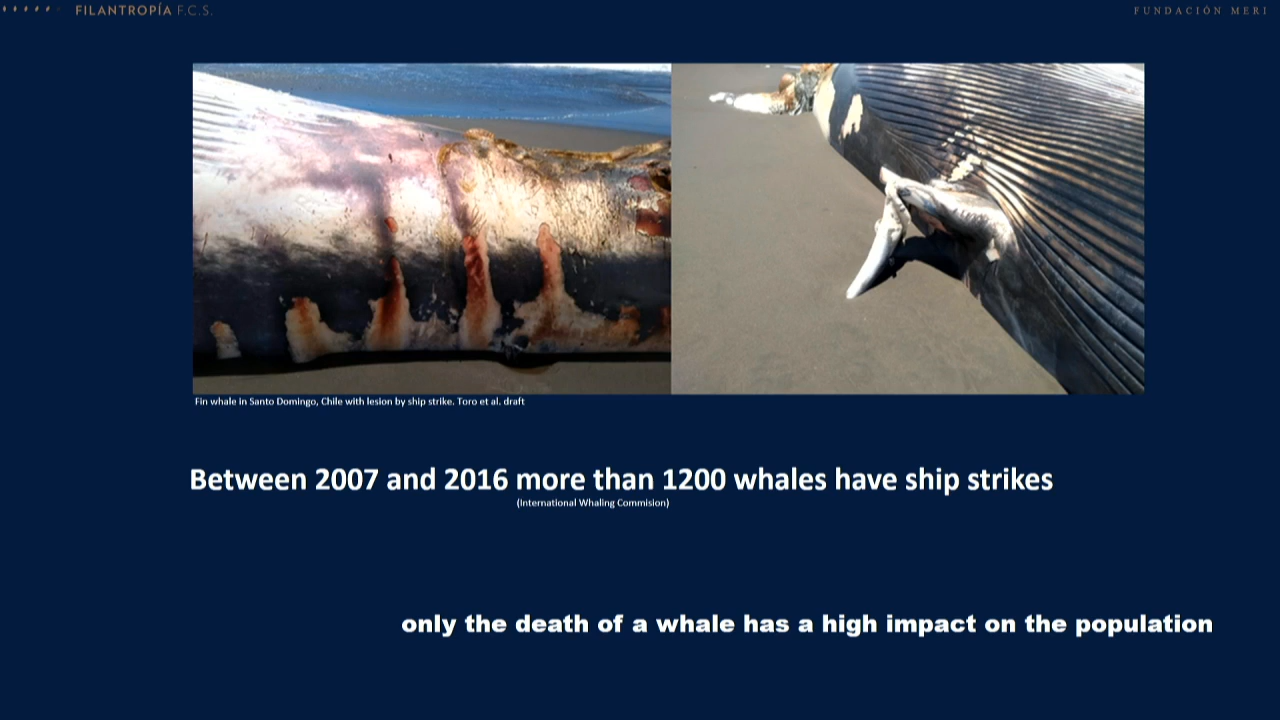 FILANTROPÍA F.C.S.
FUNDACIÓN MERI
Fin whale in Santo Domingo, Chile with lesion by ship strike. Toro et al. draft
Between 2007 and 2016 more than 1200 whales have ship strikes
(International Whaling Commision)
only the death of a whale has a high impact on the population